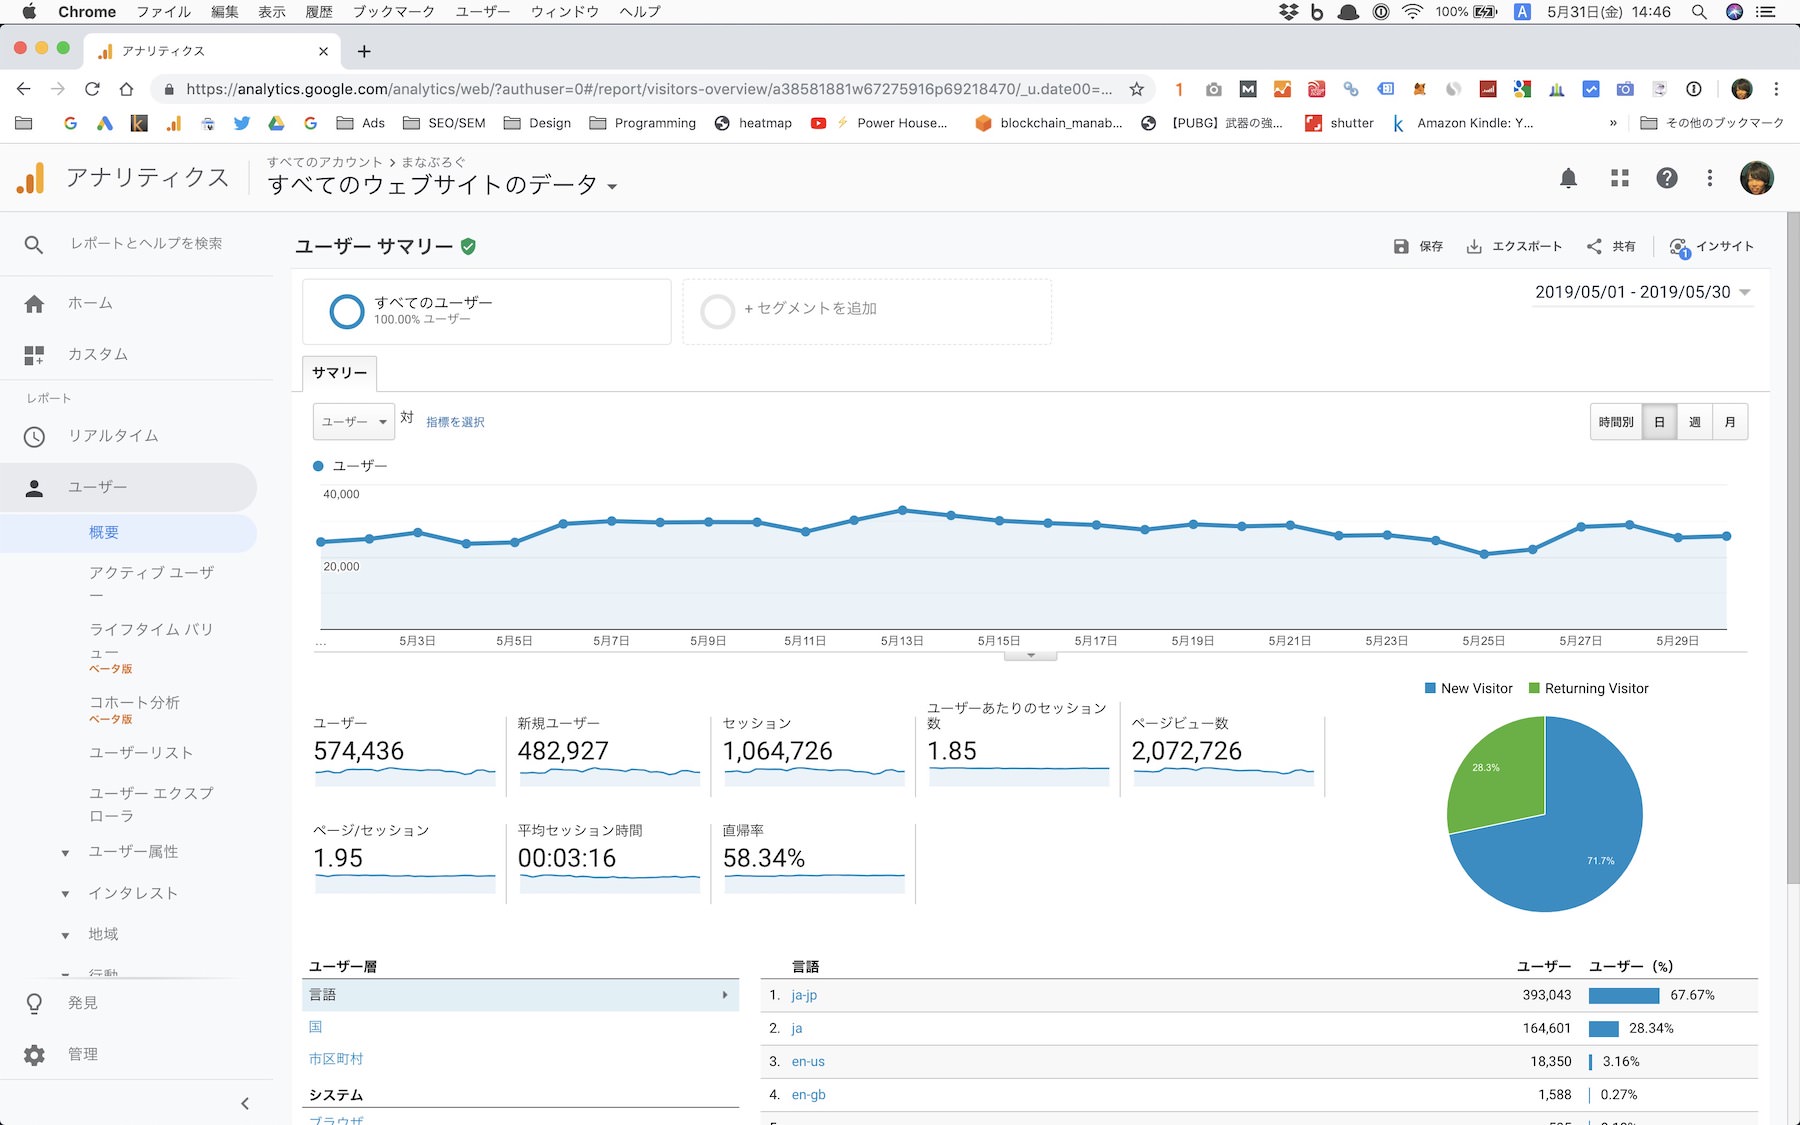 Chrome ファイル 編集 表示 履歴 ブックマーク ユーザー ウィンドウ ヘルプ 100% A 5月31日(金) 14:46
アナリティクス
https://analytics.google.com/analytics/web/?authuser=0#/report/visitors-overview/a38581881w67275916p69218470/_u.date00=...
Ads SEO/SEM Design Programming heatmap Power House... blockchain_manab... 【PUBG】武器の強... shutter Amazon Kindle: Y... » その他のブックマーク
アナリティクス
すべてのアカウント > まなぶろぐ
すべてのウェブサイトのデータ
レポートとヘルプを検索
ホーム
カスタム
レポート
リアルタイム
ユーザー
概要
アクティブ ユーザ
ー
ライフタイム バリ
ュー
ベータ版
コホート分析
ベータ版
ユーザーリスト
ユーザー エクスプ
ローラ
ユーザー属性
インタレスト
地域
行動
発見
管理
ユーザー サマリー
保存 エクスポート 共有 1 インサイト
すべてのユーザー
100.00% ユーザー
+ セグメントを追加
2019/05/01 - 2019/05/30
サマリー
ユーザー 対 指標を選択
時間別 日 週 月
ユーザー
40,000
20,000
... 5月3日 5月5日 5月7日 5月9日 5月11日 5月13日 5月15日 5月17日 5月19日 5月21日 5月23日 5月25日 5月27日 5月29日
ユーザー
574,436
新規ユーザー
482,927
セッション
1,064,726
ユーザーあたりのセッション
数
1.85
ページビュー数
2,072,726
ページ/セッション
1.95
平均セッション時間
00:03:16
直帰率
58.34%
New Visitor Returning Visitor
28.3%
71.7%
ユーザー層
言語
国
市区町村
システム
ブラウザ
言語 ユーザー ユーザー (%)
1. ja-jp 393,043 67.67%
2. ja 164,601 28.34%
3. en-us 18,350 3.16%
4. en-gb 1,588 0.27%